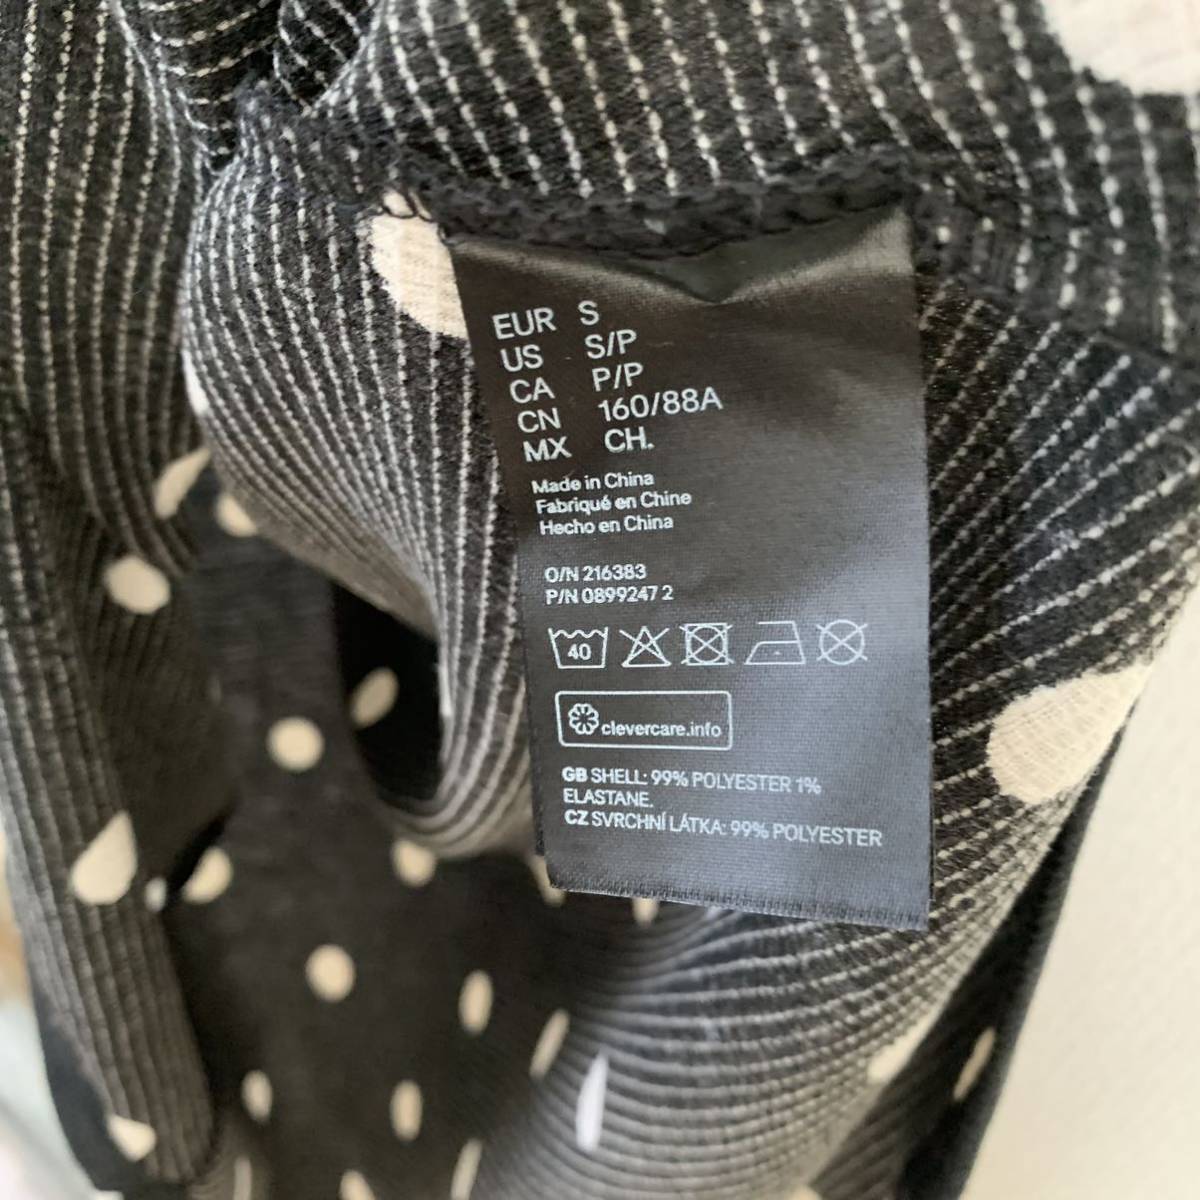 EUR S
US S/P
CA P/P
CN 160/88A
MX CH.
Made in China
Fabriqué en Chine
Hecho en China
O/N 216383
P/N 0899247 2
40
clevercare.info
GB SHELL: 99% POLYESTER 1%
ELASTANE.
CZ SVRCHNÍ LÁTKA: 99% POLYESTER